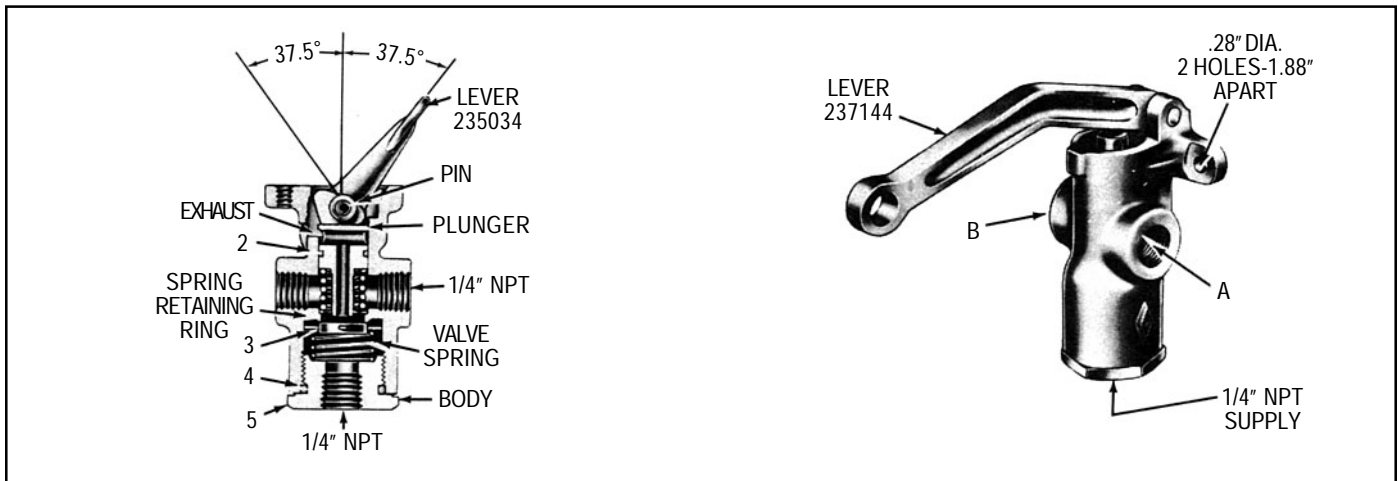 37.5°
37.5°
LEVER
235034
PIN
EXHAUST
PLUNGER
2
SPRING
RETAINING
RING
1/4" NPT
3
VALVE
SPRING
4
BODY
5
1/4" NPT
.28" DIA.
2 HOLES-1.88"
APART
LEVER
237144
B
A
1/4" NPT
SUPPLY